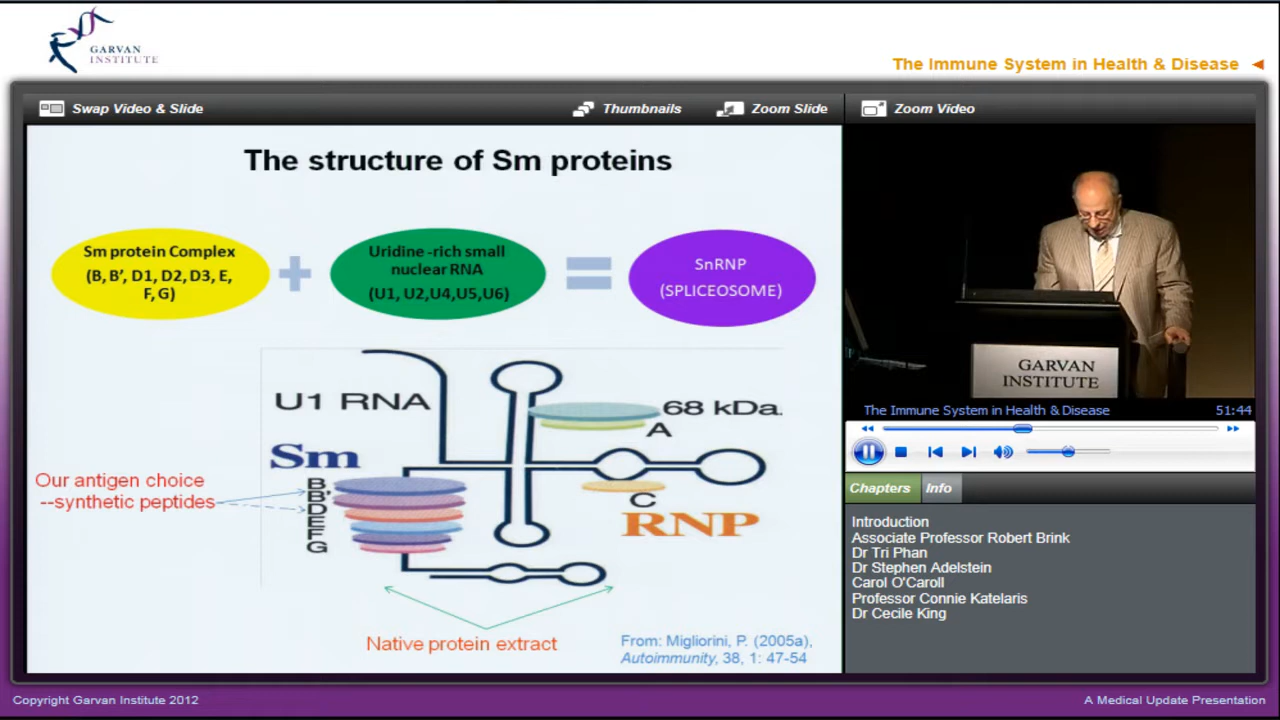 GARVAN
INSTITUTE
The Immune System in Health & Disease
Swap Video & Slide
Thumbnails
Zoom Slide
Zoom Video
The structure of Sm proteins
Sm protein Complex
(B, B’, D1, D2, D3, E,
F, G)
Uridine -rich small
nuclear RNA
(U1, U2,U4,U5,U6)
SnRNP
(SPLICEOSOME)
U1 RNA
68 kDa.
A
Sm
Our antigen choice
--synthetic peptides
B
B'
D
E
F
G
C
RNP
Native protein extract
From: Migliorini, P. (2005a),
Autoimmunity, 38, 1: 47-54
GARVAN
INSTITUTE
The Immune System in Health & Disease
51:44
Chapters
Info
Introduction
Associate Professor Robert Brink
Dr Tri Phan
Dr Stephen Adelstein
Carol O'Caroll
Professor Connie Katelaris
Dr Cecile King
Copyright Garvan Institute 2012
A Medical Update Presentation